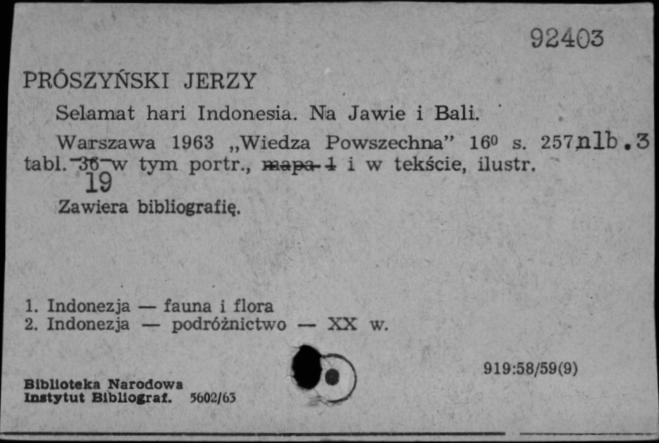 92403
PRÓSZYŃSKI JERZY
Selamat hari Indonesia. Na Jawie i Bali.
Warszawa 1963 „Wiedza Powszechna” 16⁰ s. 257,nlb.3
tabl. 36 w tym portr., mapa 1 i w tekście, ilustr.
19
Zawiera bibliografię.
1. Indonezja — fauna i flora
2. Indonezja — podróżnictwo — XX w.
919:58/59(9)
Biblioteka Narodowa
Instytut Bibliograf. 5602/63